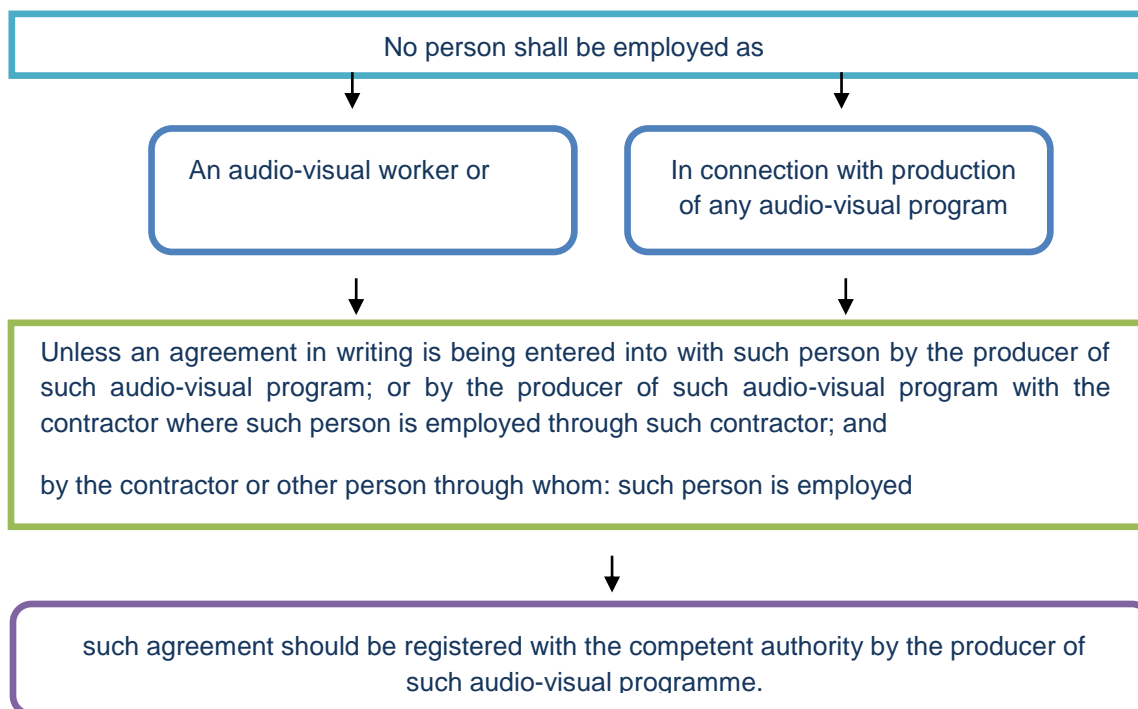 No person shall be employed as
An audio-visual worker or
In connection with production
of any audio-visual program
Unless an agreement in writing is being entered into with such person by the producer of
such audio-visual program; or by the producer of such audio-visual program with the
contractor where such person is employed through such contractor; and
by the contractor or other person through whom: such person is employed
such agreement should be registered with the competent authority by the producer of
such audio-visual programme.